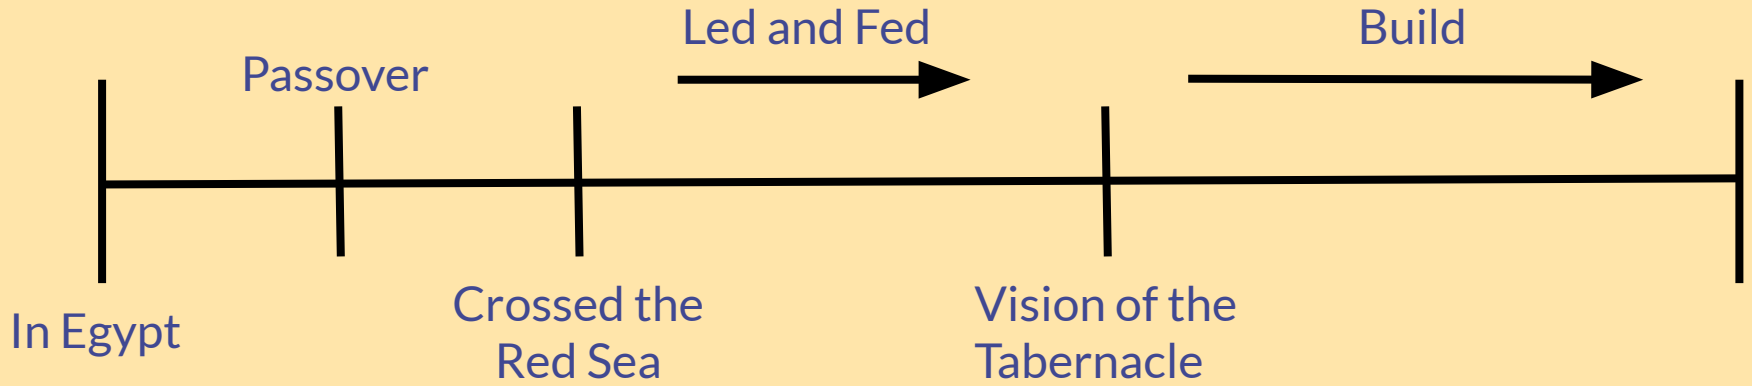 Led and Fed
Build
Passover
In Egypt
Crossed the
Red Sea
Vision of the
Tabernacle